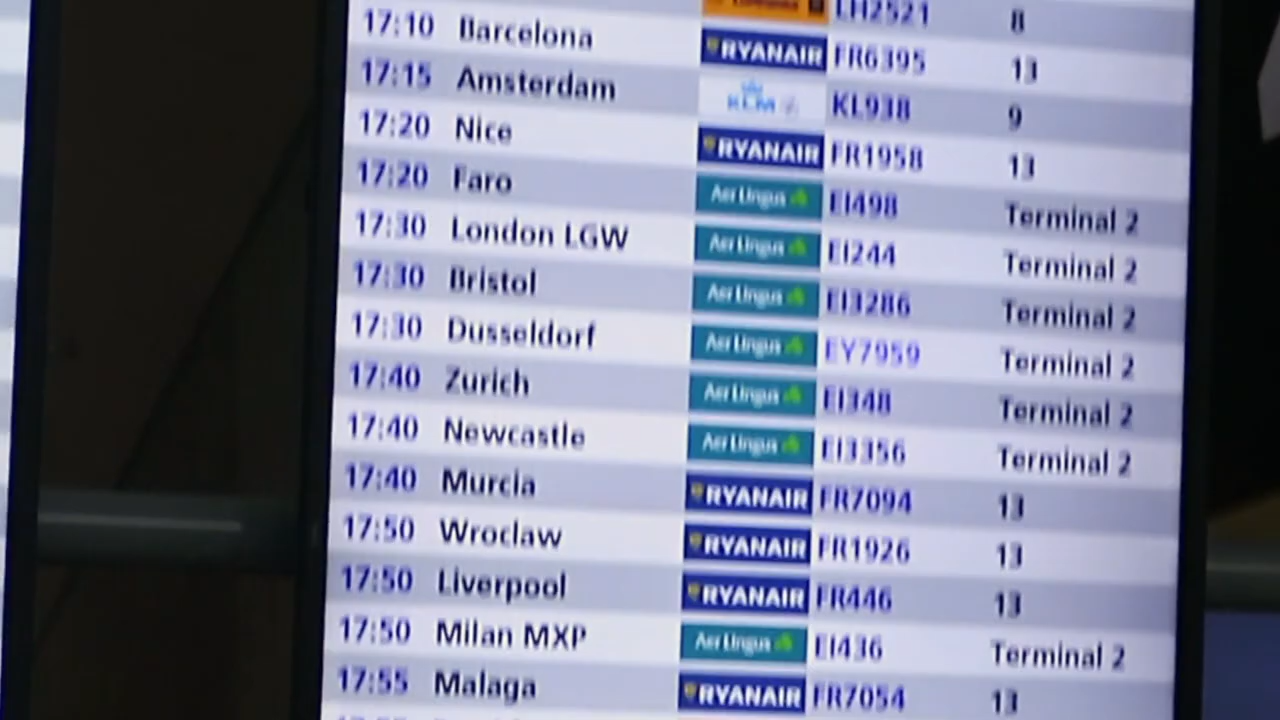 LH2521 8
17:10 Barcelona RYANAIR FR6395 13
17:15 Amsterdam KLM KL938 9
17:20 Nice RYANAIR FR1958 13
17:20 Faro Aer Lingus EI498 Terminal 2
17:30 London LGW Aer Lingus EI244 Terminal 2
17:30 Bristol Aer Lingus EI3286 Terminal 2
17:30 Dusseldorf Aer Lingus EY7959 Terminal 2
17:40 Zurich Aer Lingus EI348 Terminal 2
17:40 Newcastle Aer Lingus EI3356 Terminal 2
17:40 Murcia RYANAIR FR7094 13
17:50 Wroclaw RYANAIR FR1926 13
17:50 Liverpool RYANAIR FR446 13
17:50 Milan MXP Aer Lingus EI436 Terminal 2
17:55 Malaga RYANAIR FR7054 13